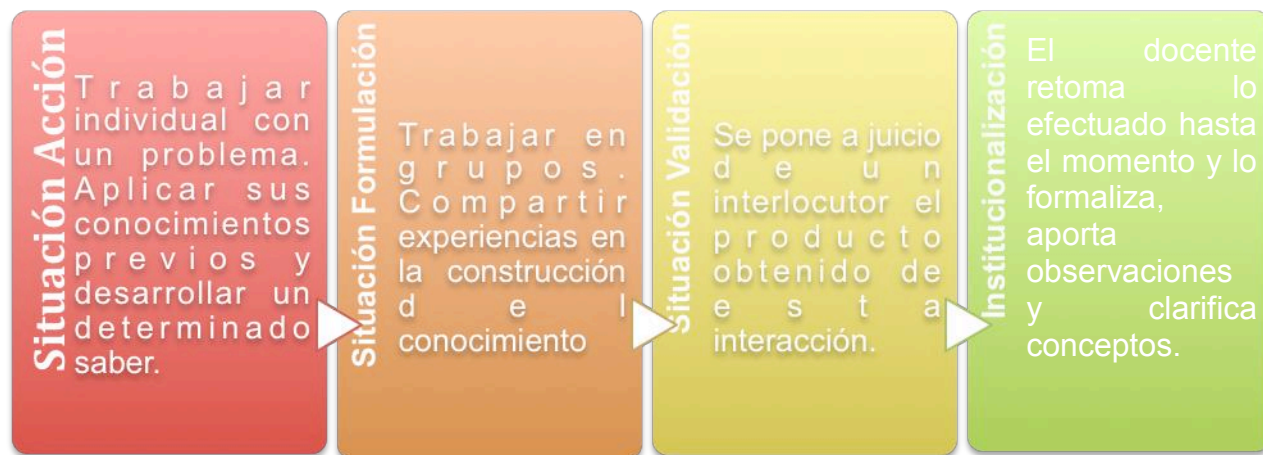 Situación Acción
Trabajar
individual con
un problema.
Aplicar sus
conocimientos
previos y
desarrollar un
determinado
saber.
Situación Formulación
Trabajar en
grupos.
Compartir
experiencias en
la construcción
del
conocimiento
Situación Validación
Se pone a juicio
de un
interlocutor el
producto
obtenido de
esta
interacción.
Institucionalización
El docente
retoma lo
efectuado hasta
el momento y lo
formaliza,
aporta
observaciones
y clarifica
conceptos.